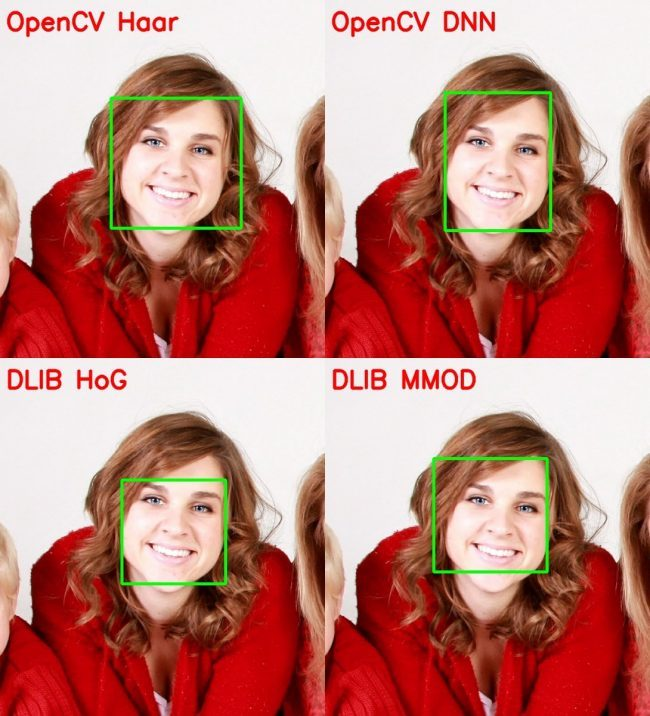 OpenCV Haar
OpenCV DNN
DLIB HoG
DLIB MMOD